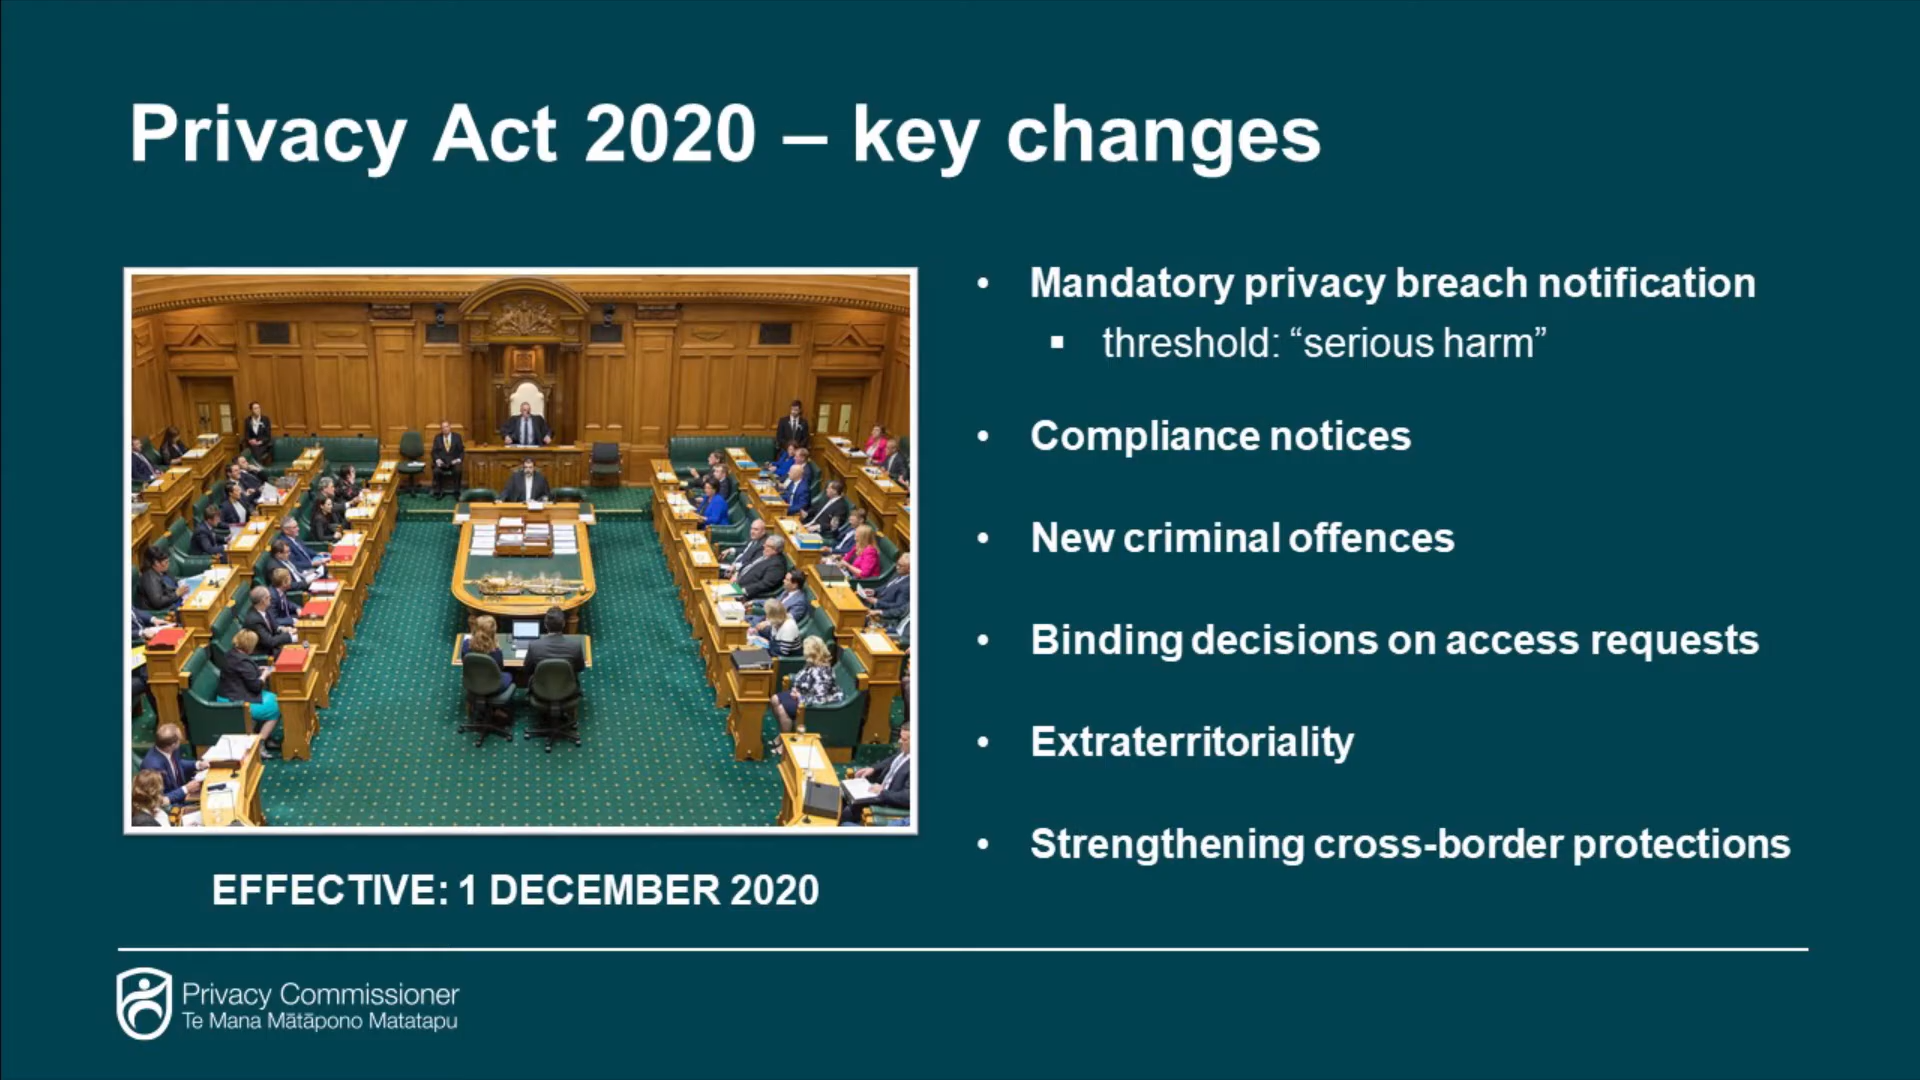 Privacy Act 2020 – key changes
• Mandatory privacy breach notification
▪ threshold: “serious harm”
• Compliance notices
• New criminal offences
• Binding decisions on access requests
• Extraterritoriality
• Strengthening cross-border protections
EFFECTIVE: 1 DECEMBER 2020
Privacy Commissioner
Te Mana Mātāpono Matatapu